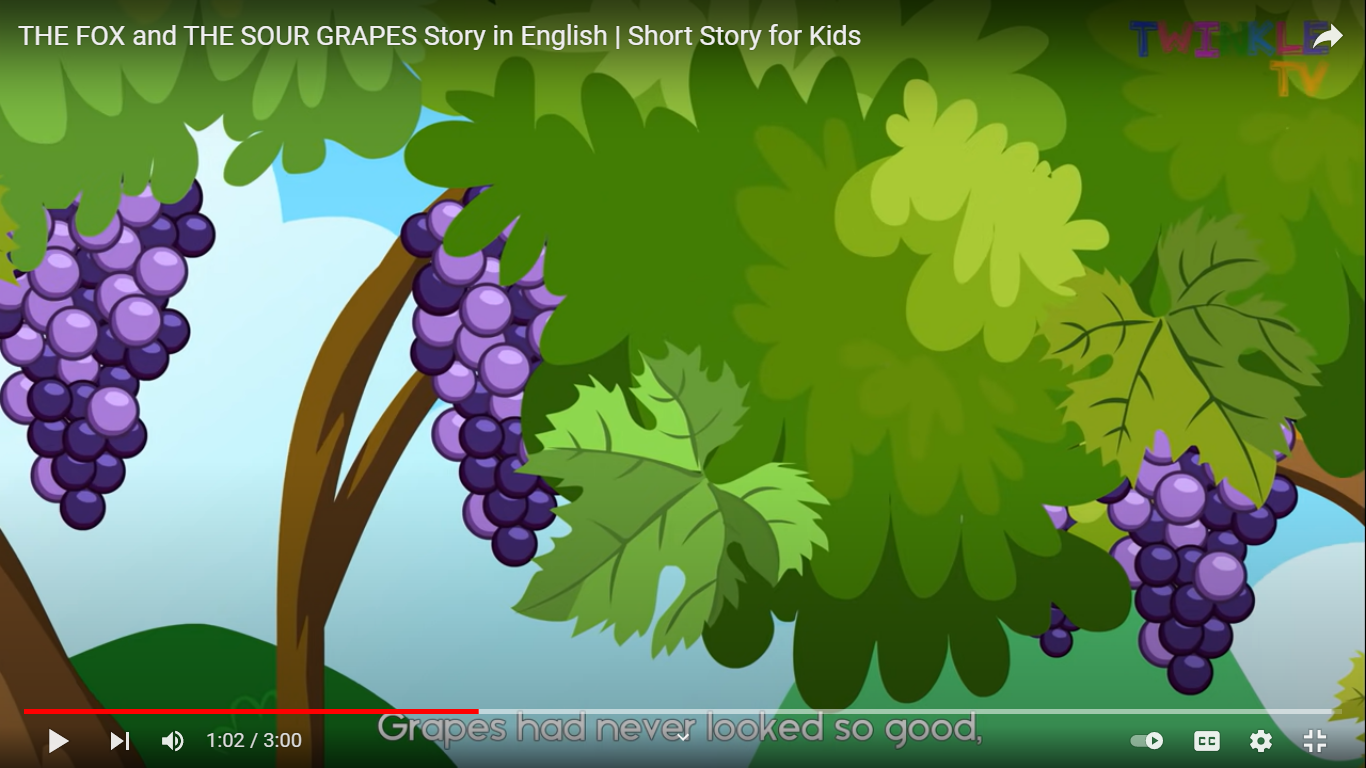 THE FOX and THE SOUR GRAPES Story in English | Short Story for Kids
TWINKLE
TV
Grapes had never looked so good,
1:02 / 3:00
CC